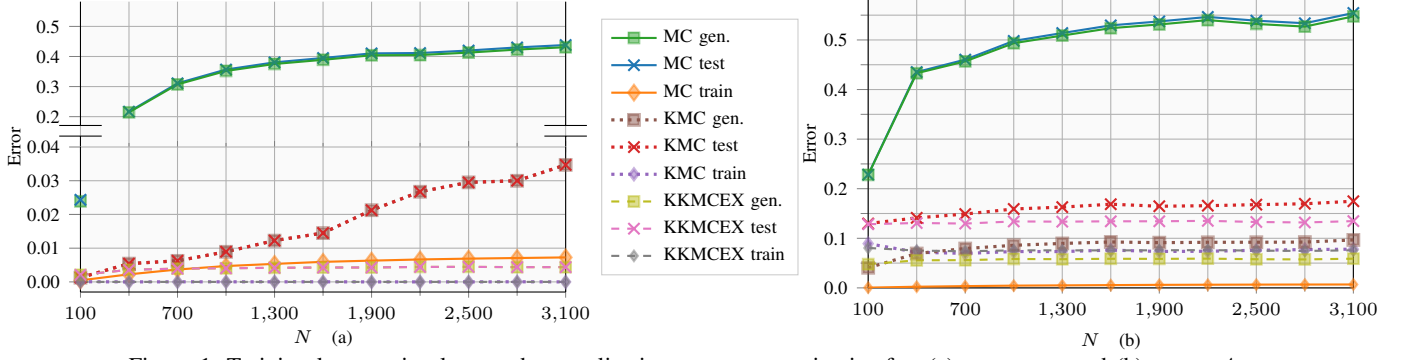 0.5
0.4
0.3
0.2
0.04
0.03
0.02
0.01
0.00
Error
100
700
1,300
1,900
2,500
3,100
N (a)
MC gen.
MC test
MC train
KMC gen.
KMC test
KMC train
KKMCEX gen.
KKMCEX test
KKMCEX train
0.5
0.4
0.3
0.2
0.1
0.0
Error
100
700
1,300
1,900
2,500
3,100
N (b)